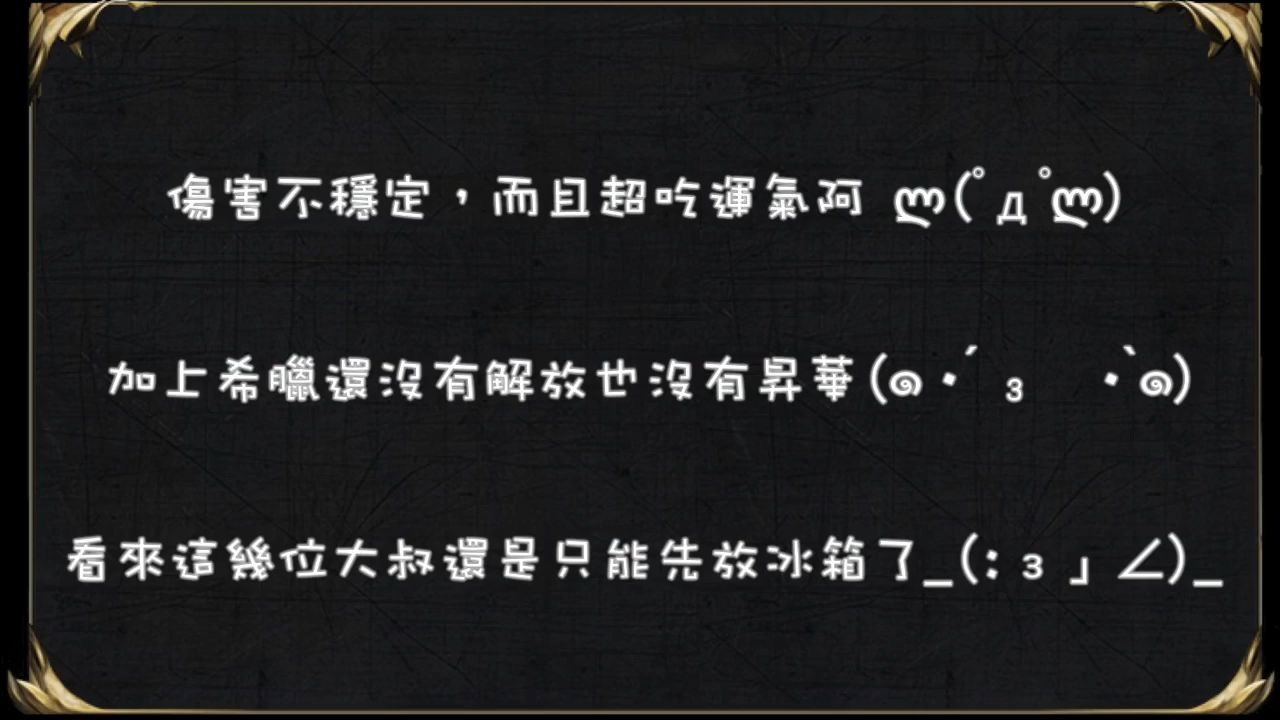 傷害不穩定，而且超吃運氣阿 ლ(ﾟдﾟლ)
加上希臘還沒有解放也沒有昇華(๑•́ ₃ •̀๑)
看來這幾位大叔還是只能先放冰箱了_(:з」∠)_